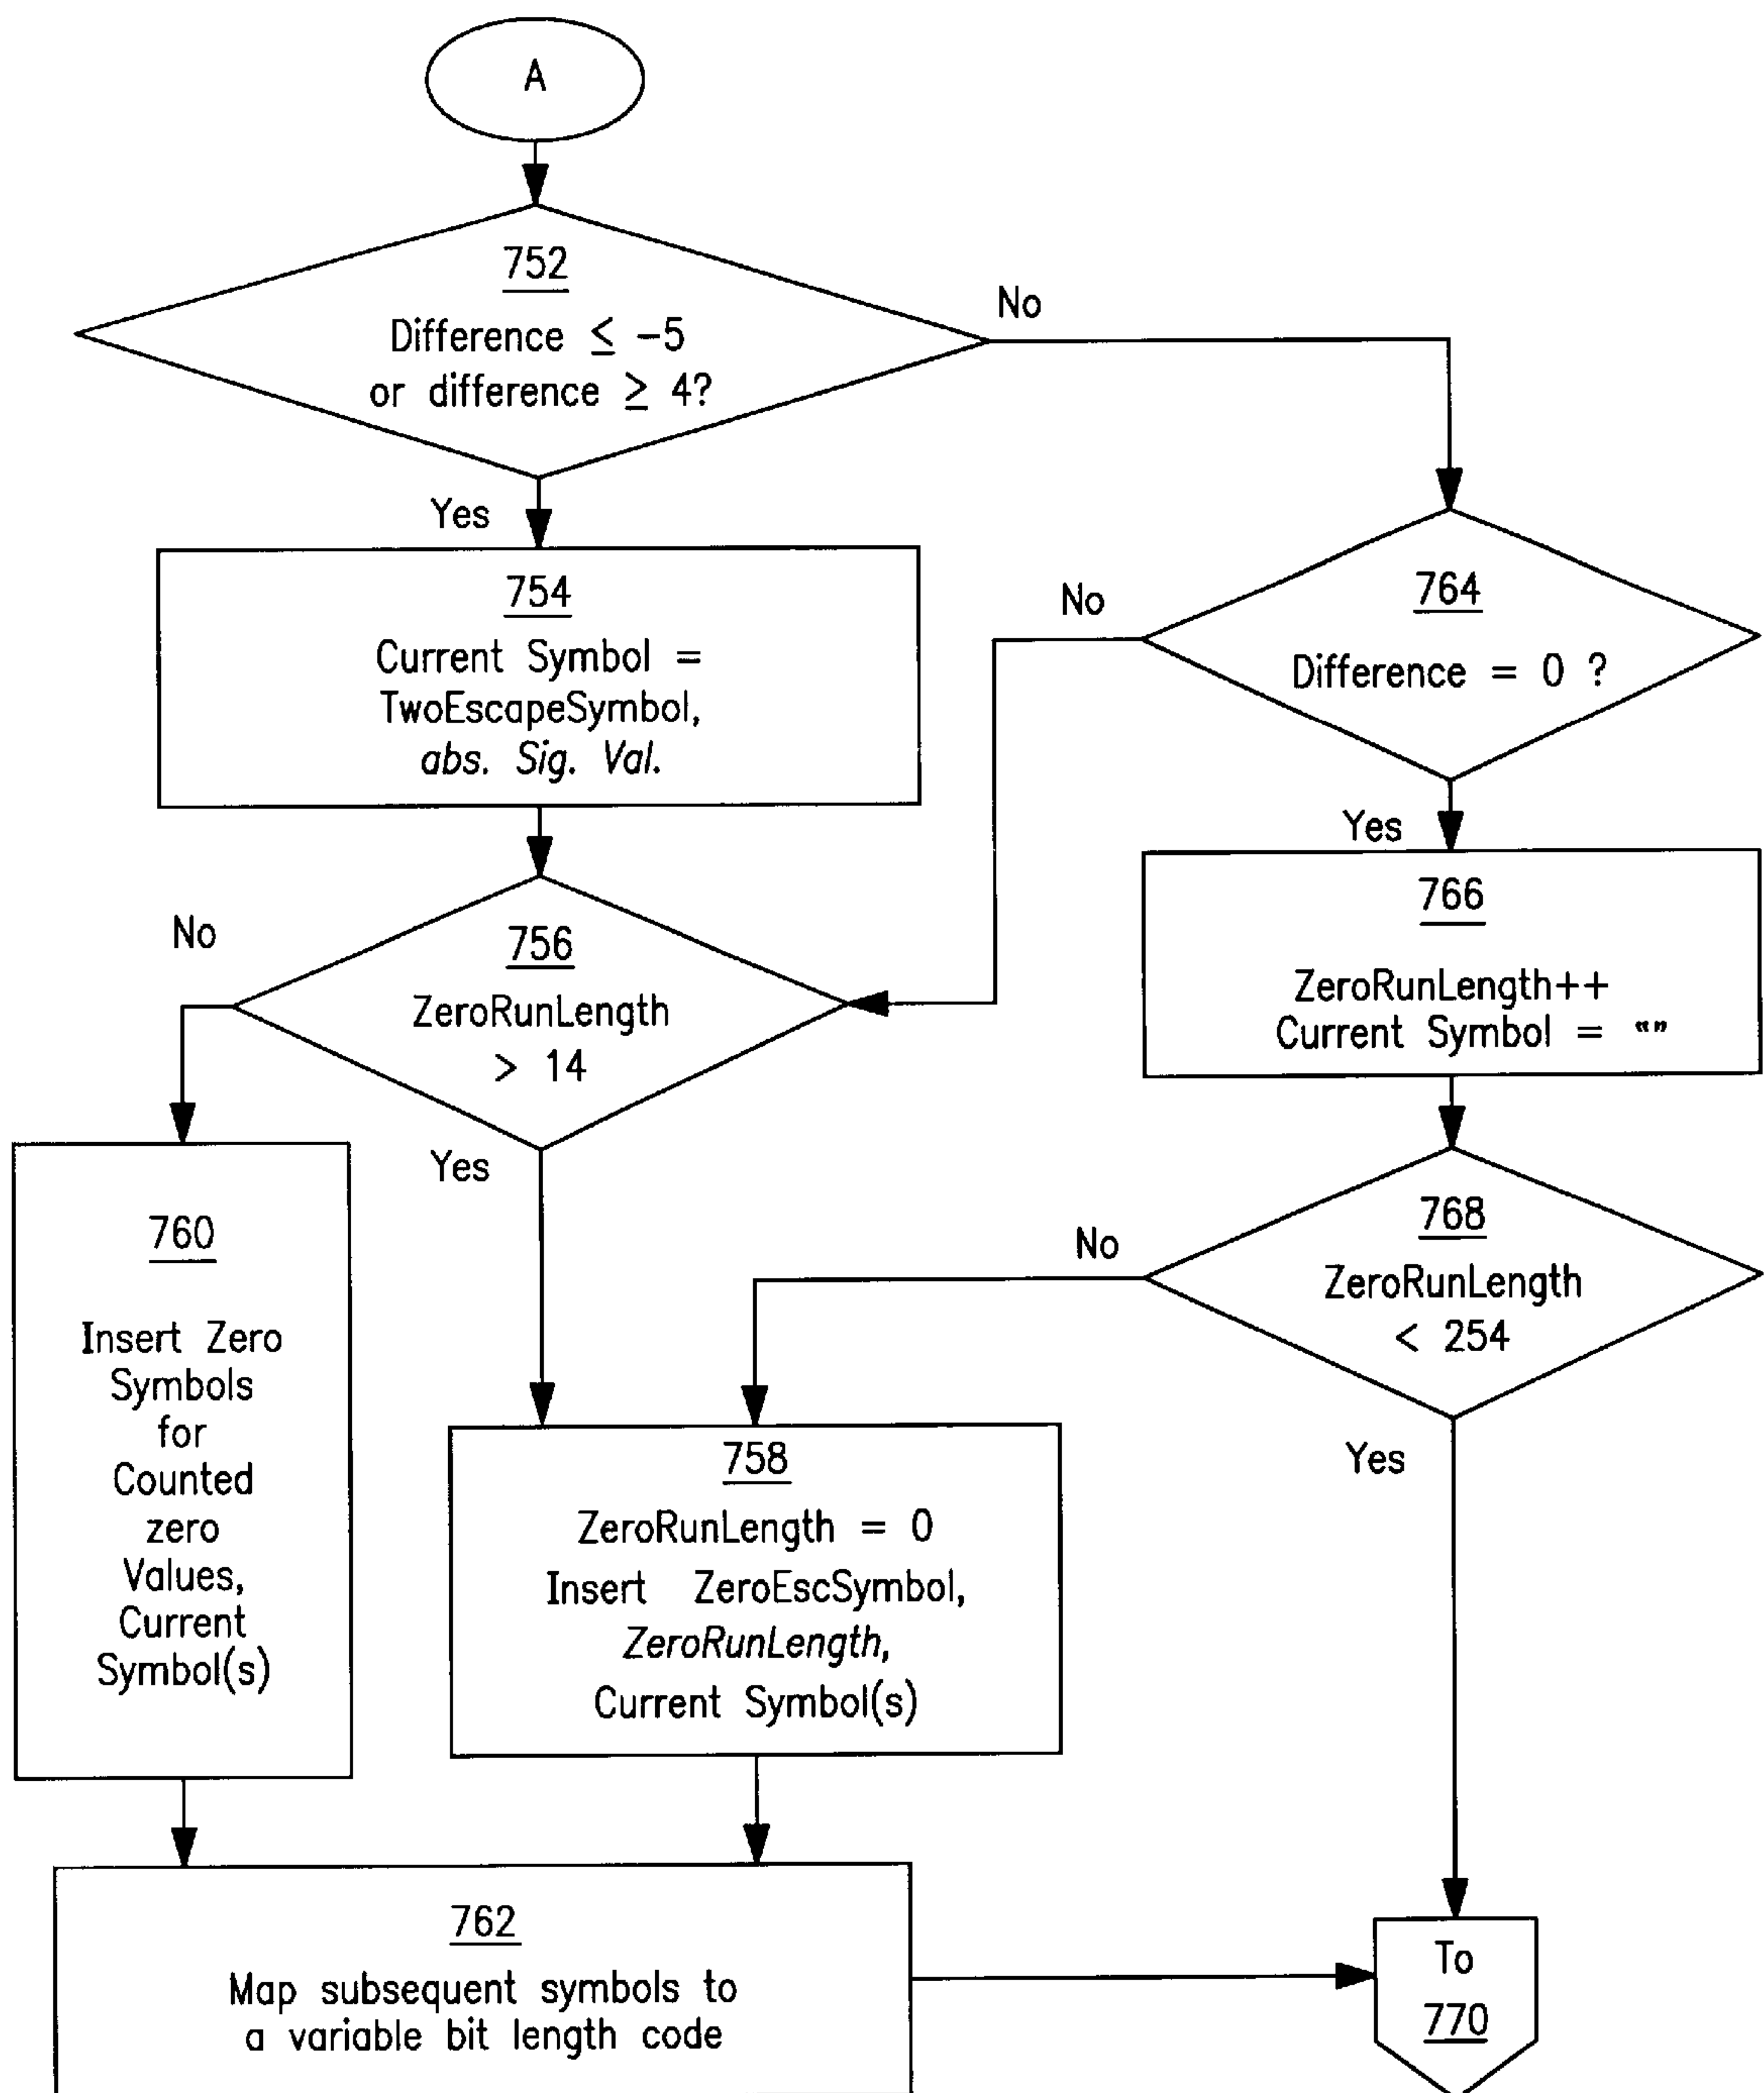 A
752
Difference ≤ −5
or difference ≥ 4?
No
Yes
754
Current Symbol =
TwoEscapeSymbol,
abs. Sig. Val.
764
Difference = 0 ?
No
Yes
766
ZeroRunLength++
Current Symbol = “”
756
ZeroRunLength
> 14
No
Yes
768
ZeroRunLength
< 254
No
Yes
760
Insert Zero
Symbols
for
Counted
zero
Values,
Current
Symbol(s)
758
ZeroRunLength = 0
Insert ZeroEscSymbol,
ZeroRunLength,
Current Symbol(s)
762
Map subsequent symbols to
a variable bit length code
To
770